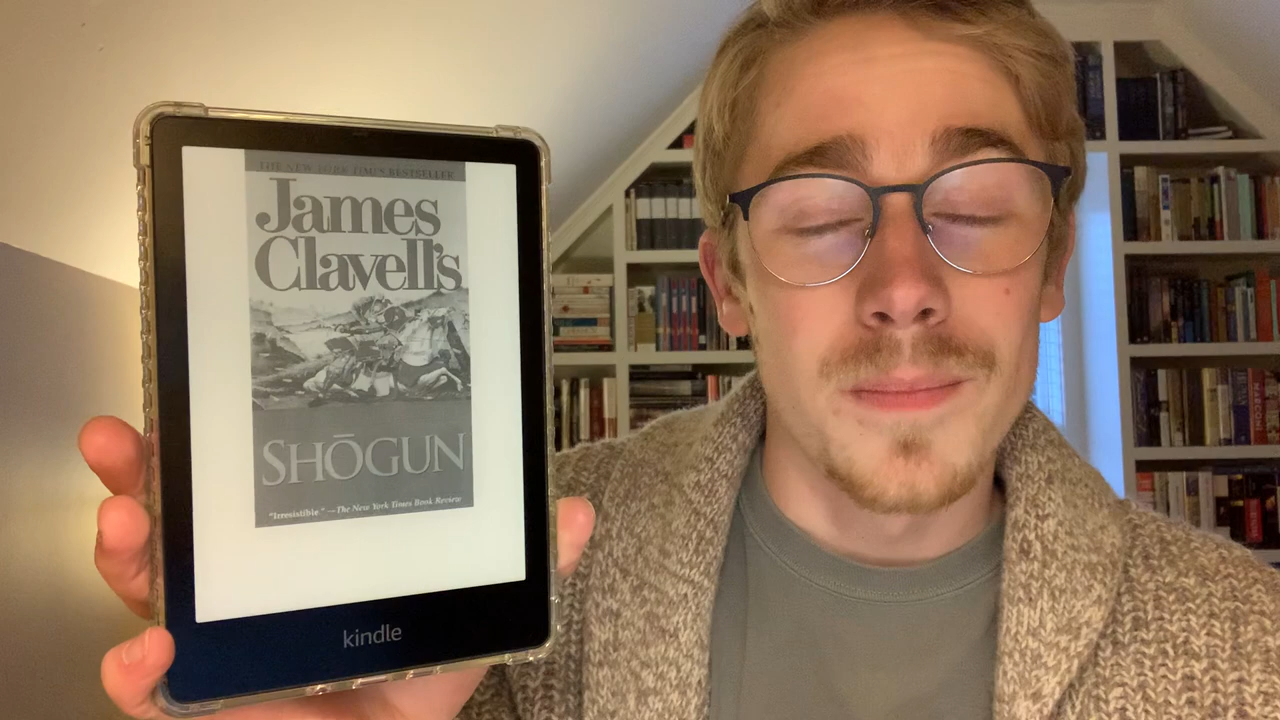 THE NEW YORK TIMES BESTSELLER
James
Clavell's
SHŌGUN
"Irresistible." —The New York Times Book Review
kindle